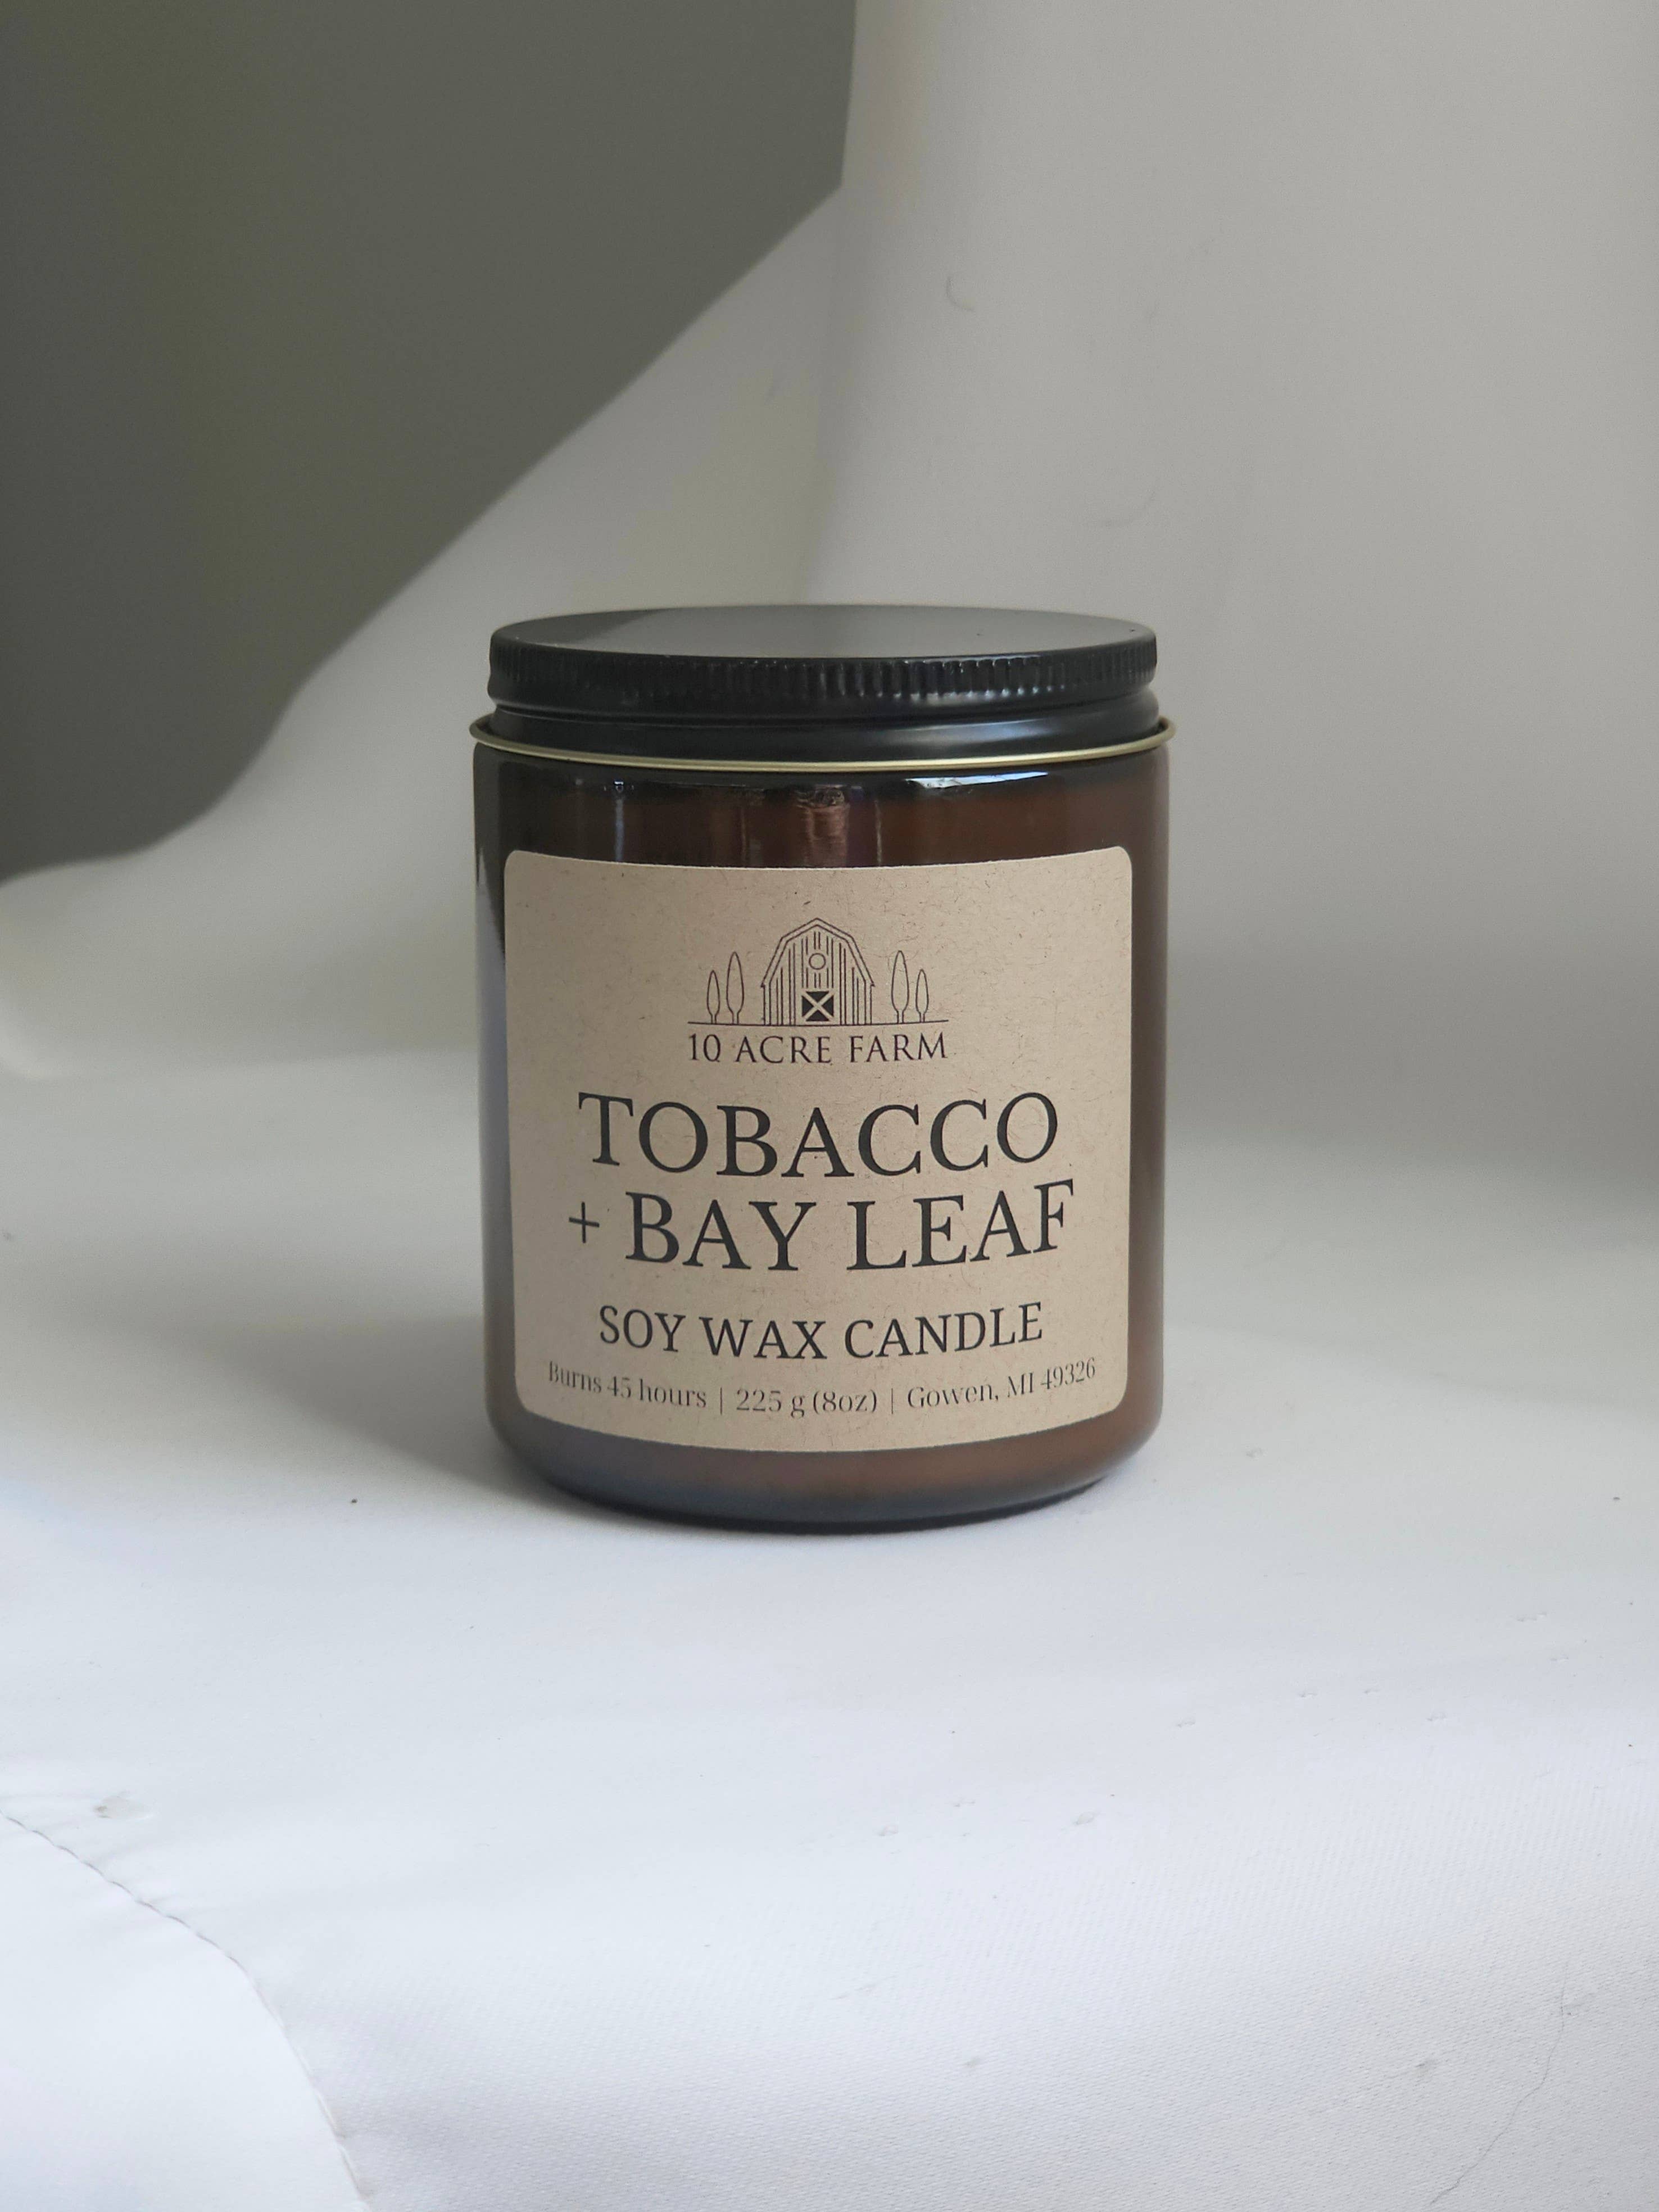 10 ACRE FARM
TOBACCO
+ BAY LEAF
SOY WAX CANDLE
Burns 45 hours | 225 g (8oz) | Gowen, MI 49326